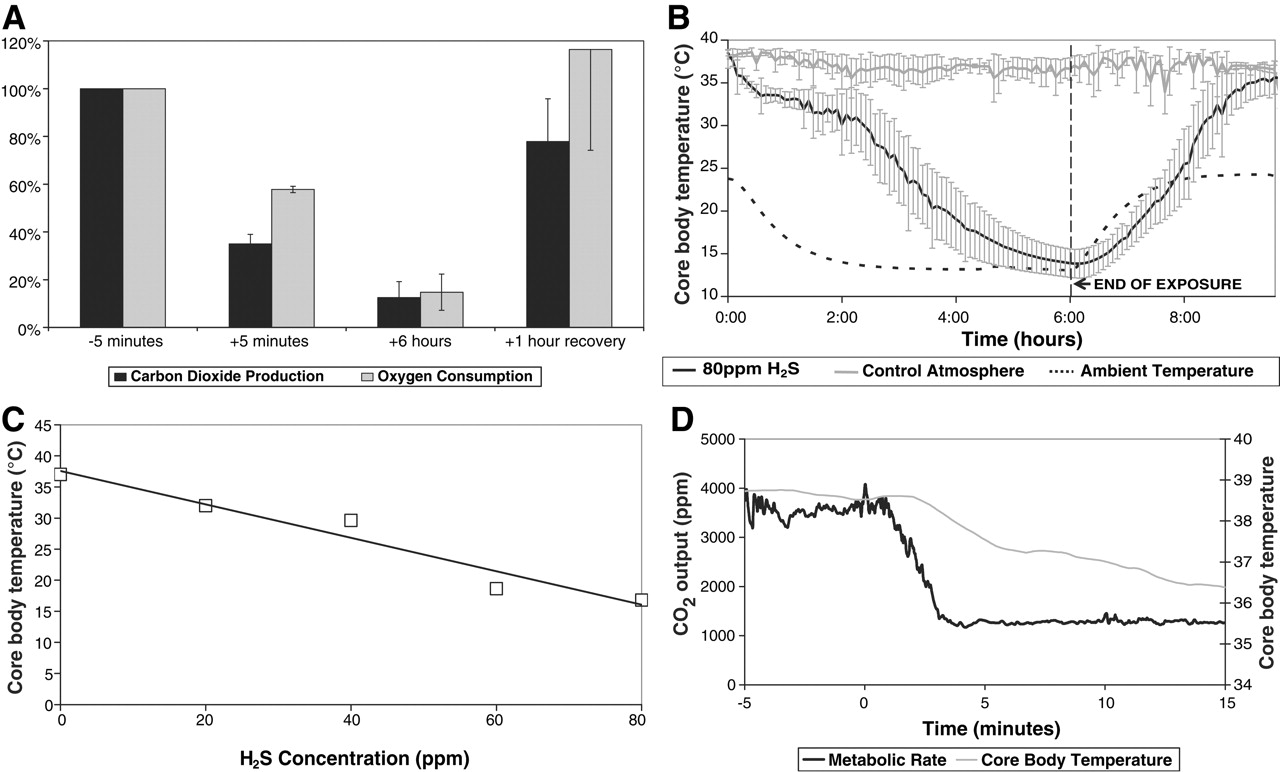 A
120%
100%
80%
60%
40%
20%
0%
-5 minutes
+5 minutes
+6 hours
+1 hour recovery
Carbon Dioxide Production
Oxygen Consumption
B
Core body temperature (°C)
40
35
30
25
20
15
10
0:00
2:00
4:00
6:00
8:00
END OF EXPOSURE
Time (hours)
80ppm H₂S
Control Atmosphere
Ambient Temperature
C
Core body temperature (°C)
45
40
35
30
25
20
15
10
5
0
0
20
40
60
80
H₂S Concentration (ppm)
D
CO₂ output (ppm)
5000
4000
3000
2000
1000
0
40
39
38
37
36
35
34
Core body temperature
-5
0
5
10
15
Time (minutes)
Metabolic Rate
Core Body Temperature